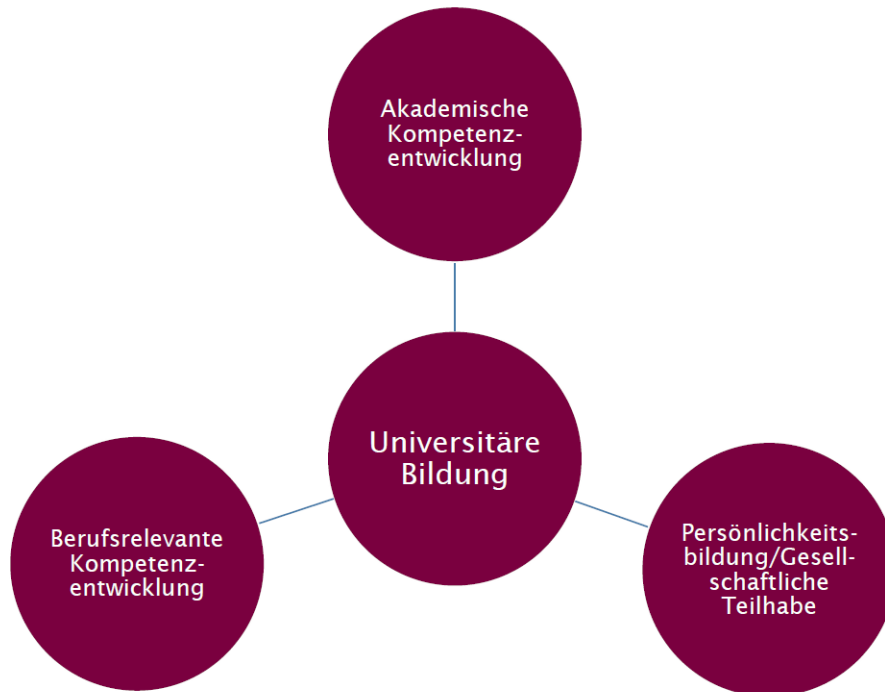 Akademische
Kompetenz-
entwicklung
Universitäre
Bildung
Berufsrelevante
Kompetenz-
entwicklung
Persönlichkeits-
bildung/Gesell-
schaftliche
Teilhabe